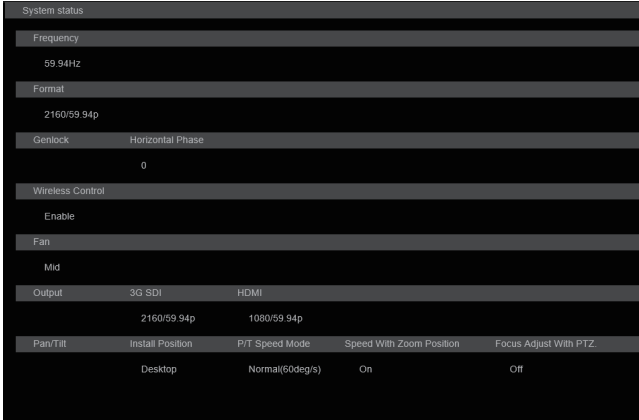 System status
Frequency
59.94Hz
Format
2160/59.94p
Genlock Horizontal Phase
0
Wireless Control
Enable
Fan
Mid
Output 3G SDI HDMI
2160/59.94p 1080/59.94p
Pan/Tilt Install Position P/T Speed Mode Speed With Zoom Position Focus Adjust With PTZ.
Desktop Normal(60deg/s) On Off